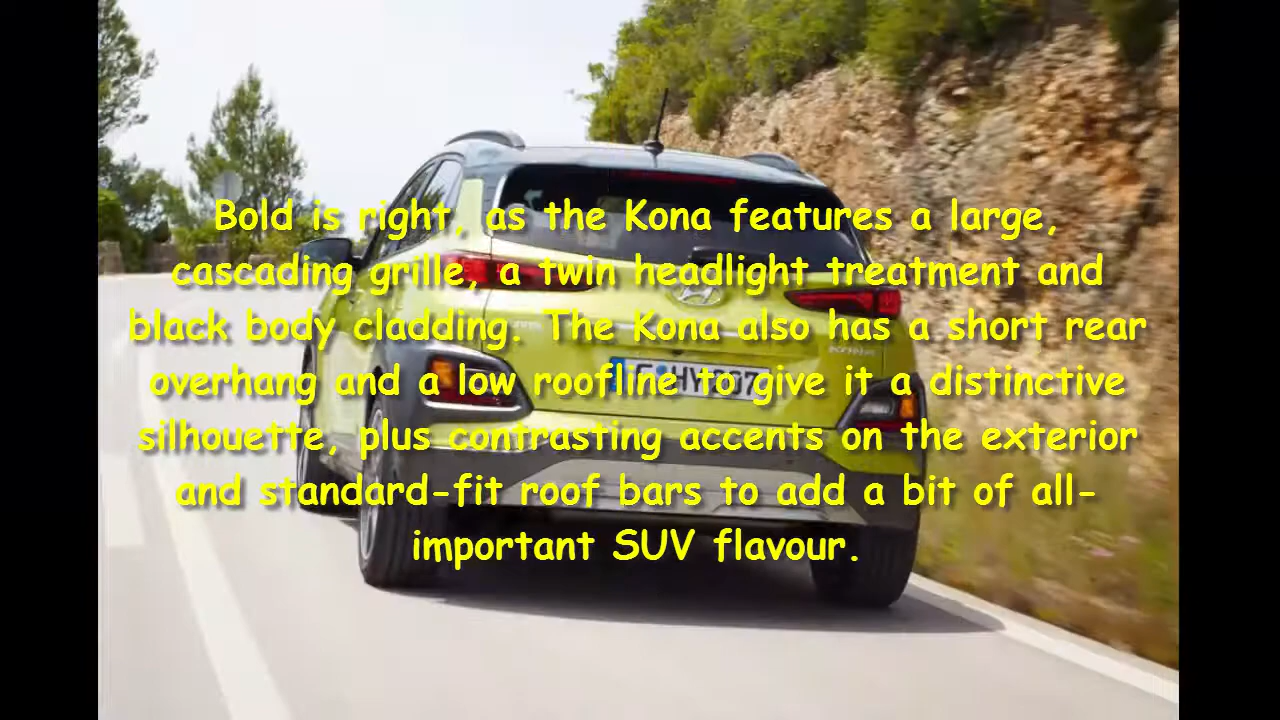 Bold is right, as the Kona features a large,
cascading grille, a twin headlight treatment and
black body cladding. The Kona also has a short rear
overhang and a low roofline to give it a distinctive
silhouette, plus contrasting accents on the exterior
and standard-fit roof bars to add a bit of all-
important SUV flavour.
KONA